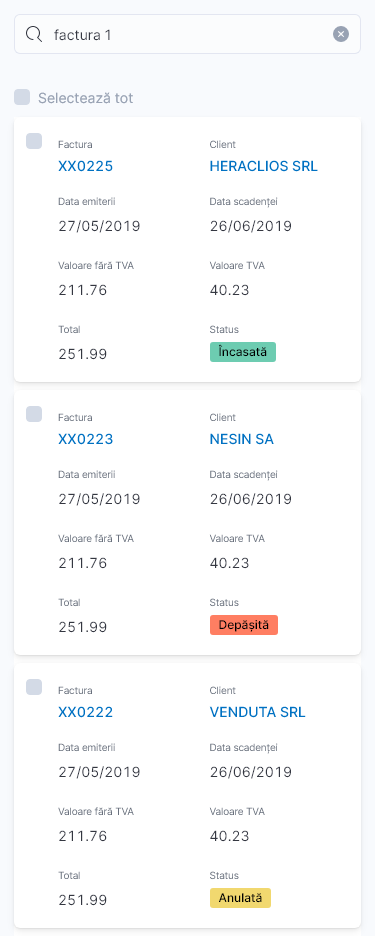 factura 1
Selectează tot
Factura Client
XX0225 HERACLIOS SRL
Data emiterii Data scadenței
27/05/2019 26/06/2019
Valoare fără TVA Valoare TVA
211.76 40.23
Total Status
251.99 Încasată
Factura Client
XX0223 NESIN SA
Data emiterii Data scadenței
27/05/2019 26/06/2019
Valoare fără TVA Valoare TVA
211.76 40.23
Total Status
251.99 Depășită
Factura Client
XX0222 VENDUTA SRL
Data emiterii Data scadenței
27/05/2019 26/06/2019
Valoare fără TVA Valoare TVA
211.76 40.23
Total Status
251.99 Anulată